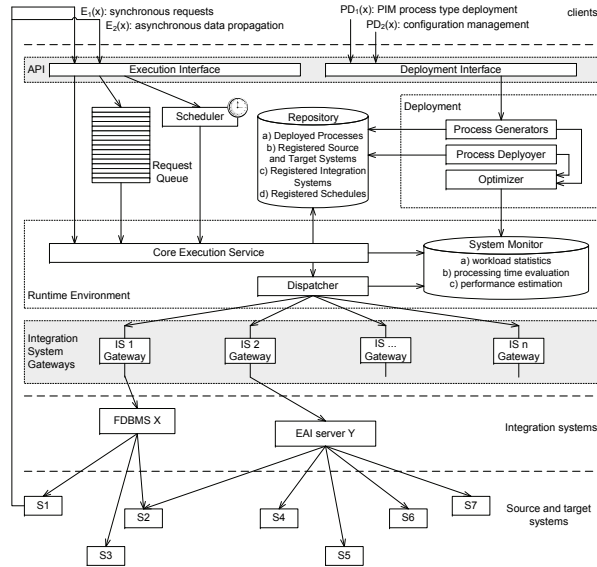 E1(x): synchronous requests
E2(x): asynchronous data propagation
PD1(x): PIM process type deployment
PD2(x): configuration management
clients
API
Execution Interface
Deployment Interface
Scheduler
Request
Queue
Repository
a) Deployed Processes
b) Registered Source
and Target Systems
c) Registered Integration
Systems
d) Registered Schedules
Deployment
Process Generators
Process Deplyoyer
Optimizer
Core Execution Service
System Monitor
a) workload statistics
b) processing time evaluation
c) performance estimation
Dispatcher
Runtime Environment
Integration
System
Gateways
IS 1
Gateway
IS 2
Gateway
IS ...
Gateway
IS n
Gateway
FDBMS X
EAI server Y
Integration systems
S1
S2
S4
S6
S7
Source and target
systems
S3
S5